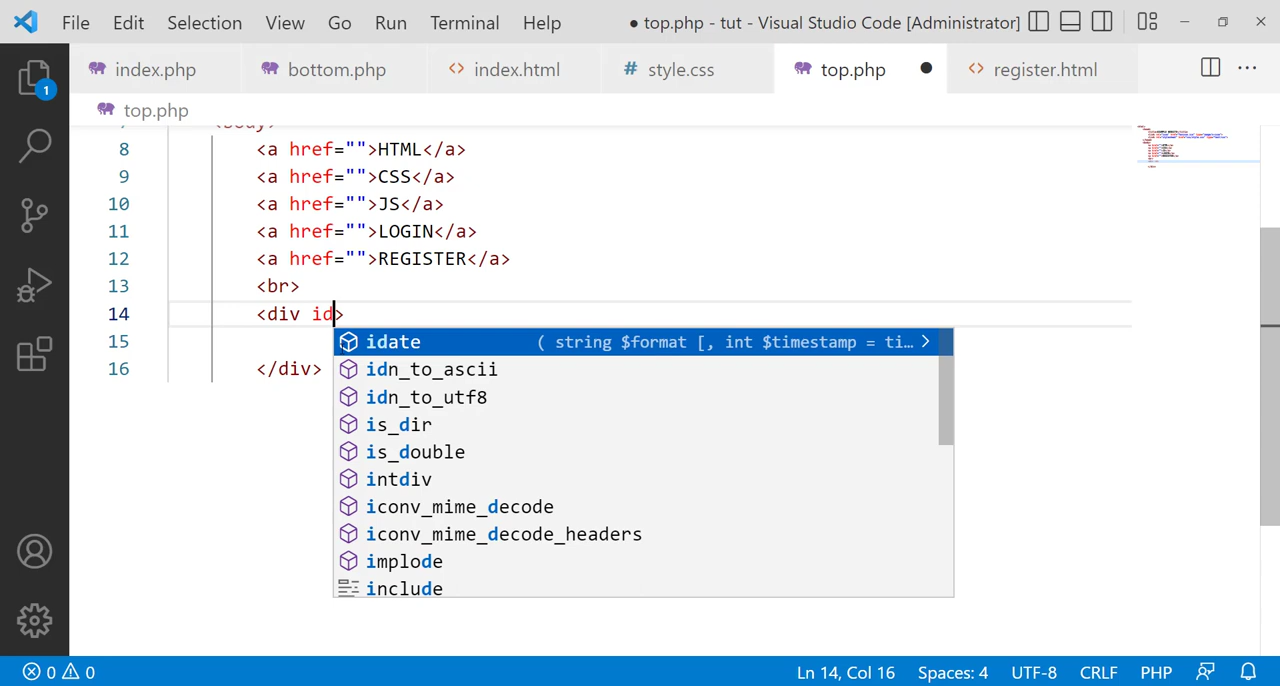 File Edit Selection View Go Run Terminal Help ● top.php - tut - Visual Studio Code [Administrator]
index.php bottom.php <> index.html # style.css top.php ● <> register.html ...
1
top.php
8 <a href="">HTML</a>
9 <a href="">CSS</a>
10 <a href="">JS</a>
11 <a href="">LOGIN</a>
12 <a href="">REGISTER</a>
13 <br>
14 <div id>
idate ( string $format [, int $timestamp = ti… >
15
idn_to_ascii
16 </div>
idn_to_utf8
is_dir
is_double
intdiv
iconv_mime_decode
iconv_mime_decode_headers
implode
include
0 0 Ln 14, Col 16 Spaces: 4 UTF-8 CRLF PHP